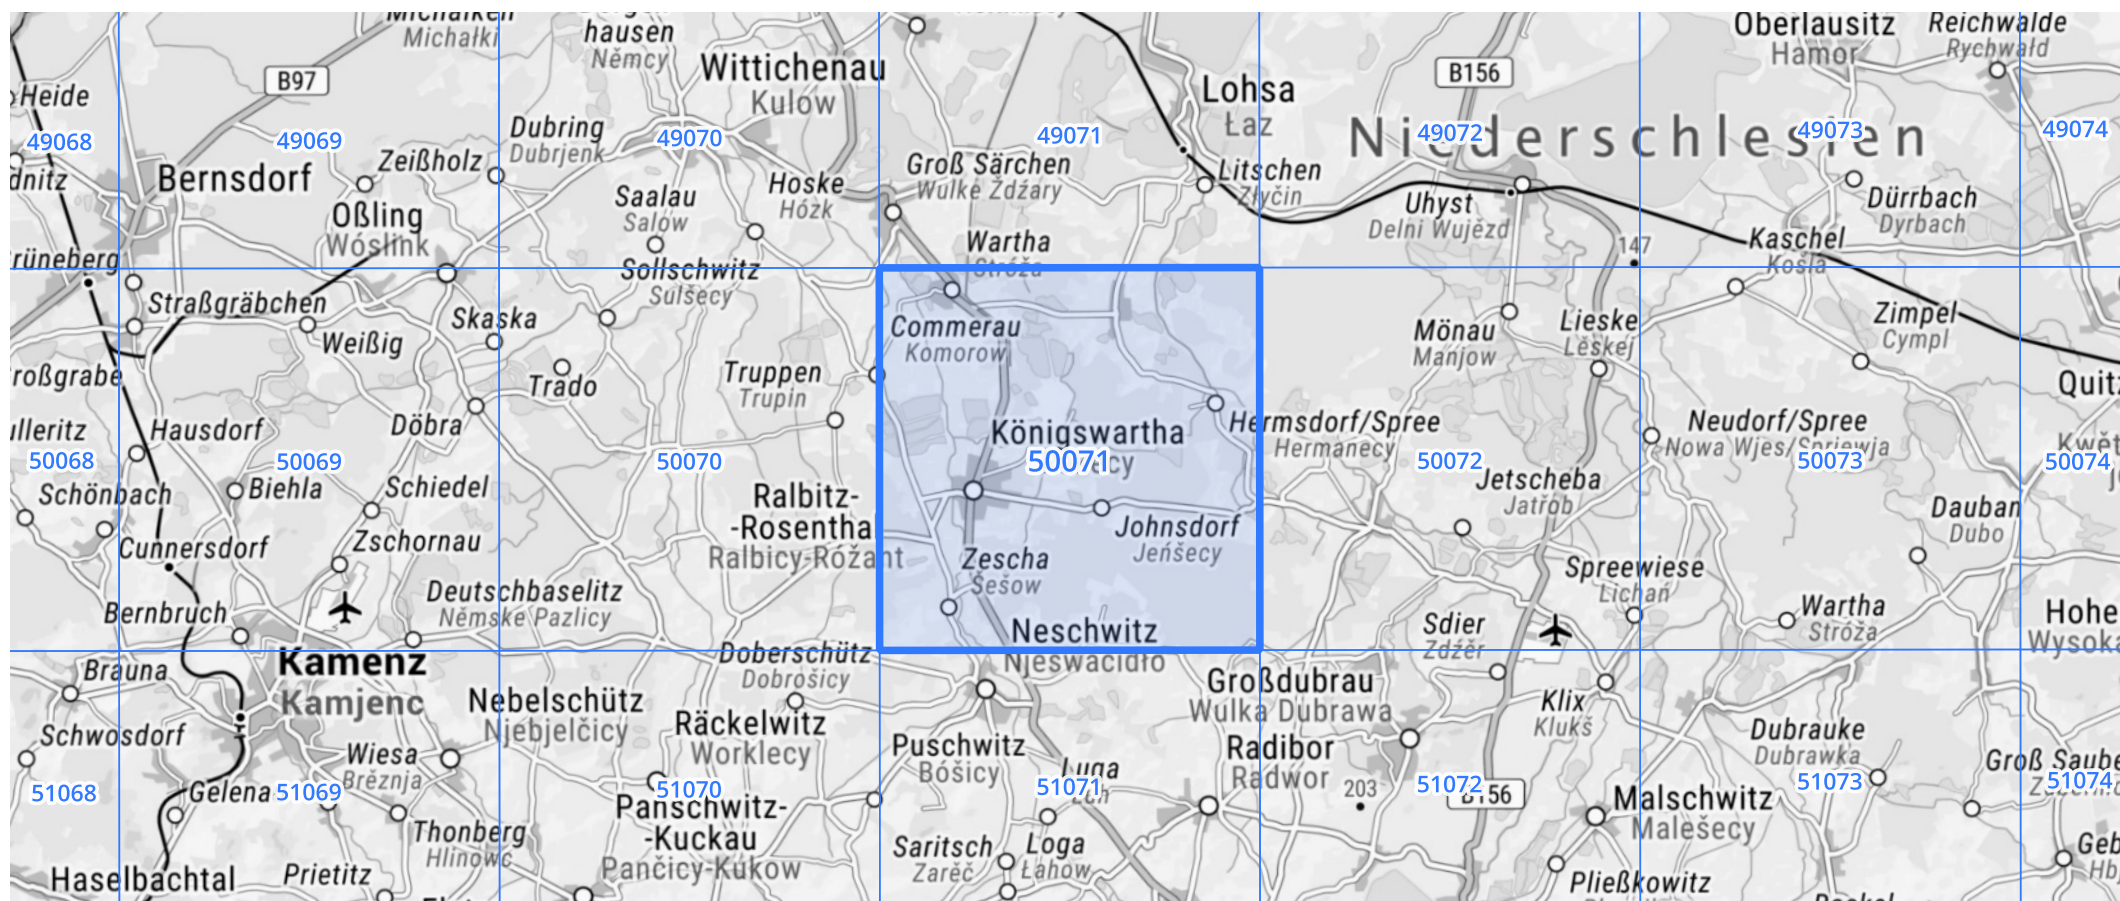 Michałki
hausen
Němcy
Wittichenau
Kulow
B97
B156
Oberlausitz
Hamor
Reichwalde
Rychwałd
Heide
Lohsa
Łaz
49068
49069
49070
49071
49072
49073
49074
Niederschlesien
Dubring
Dubrjenk
Zeißholz
Bernsdorf
Groß Särchen
Wulke Ždźary
Litschen
Złyčin
Hoske
Hózk
Saalau
Salow
Oßling
Wóslink
Uhyst
Delni Wujězd
Dürrbach
Dyrbach
Wartha
Stróža
147
Kaschel
Košla
Sollschwitz
Sulšecy
Straßgräbchen
Skaska
Weißig
Commerau
Komorow
Mönau
Manjow
Lieske
Lěskej
Zimpel
Cympl
Trado
Truppen
Trupin
Döbra
Hausdorf
Königswartha
Hermsdorf/Spree
Hermanecy
Neudorf/Spree
Nowa Wjes/Sprjewja
50068
50069
50070
50071
50072
50073
50074
Schönbach
Biehla
Schiedel
Ralbitz-
-Rosenthal
Ralbicy-Róžant
Jetscheba
Jatřob
Dauban
Dubo
Johnsdorf
Jeńšecy
Cunnersdorf
Zschornau
Zescha
Šešow
Spreewiese
Lichań
Deutschbaselitz
Němske Pazlicy
Bernbruch
Wartha
Stróža
Sdier
Zdźěr
Neschwitz
Njeswačidło
Kamenz
Kamjenc
Brauna
Doberschütz
Dobrošicy
Nebelschütz
Njebjelčicy
Räckelwitz
Worklecy
Großdubrau
Wulka Dubrawa
Klix
Klukš
Schwosdorf
Wiesa
Brěznja
Puschwitz
Bóšicy
Radibor
Radwor
Dubrauke
Dubrawka
Luga
Łuh
203
51068
Gelenau
51069
51070
51071
51072
B156
51073
51074
Panschwitz-
-Kuckau
Pančicy-Kukow
Malschwitz
Malešecy
Thonberg
Hlinowc
Saritsch
Zarěč
Loga
Łahow
Haselbachtal
Prietitz
Pließkowitz